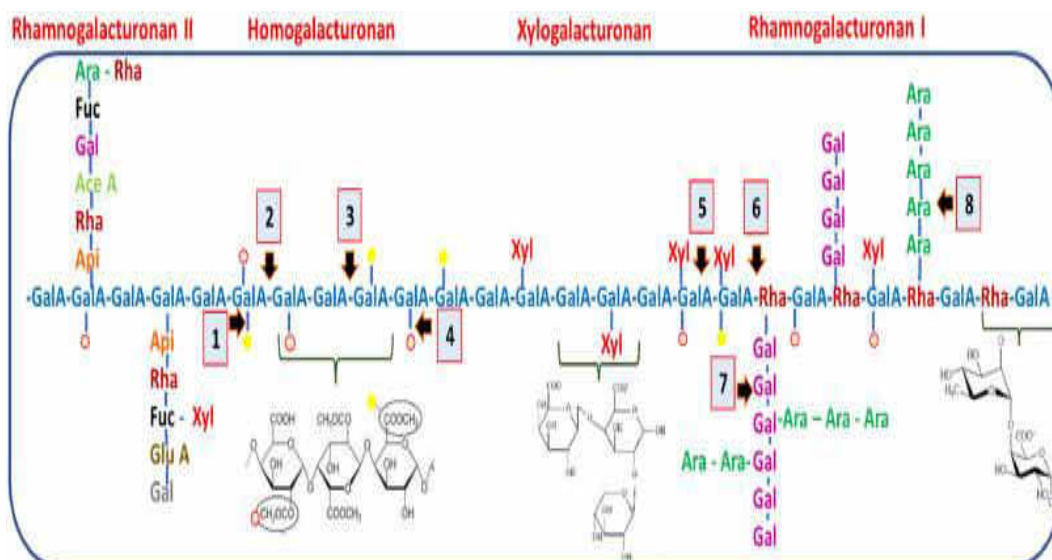 Rhamnogalacturonan II Homogalacturonan Xylogalacturonan Rhamnogalacturonan I
Ara - Rha
Fuc
Gal
Ace A
Rha
Api
2
3
5
6
8
Xyl
Xyl
Xyl
Gal
Gal
Gal
Gal
Xyl
Ara
Ara
Ara
Ara
Ara
-GalA-GalA-GalA-GalA-GalA-GalA-GalA-GalA-GalA-GalA-GalA-GalA-GalA-GalA-GalA-GalA-GalA-GalA-Rha-GalA-Rha-GalA-Rha-GalA-Rha-GalA
1
4
7
Api
Rha
Fuc - Xyl
Glu A
Gal
Xyl
Gal
Gal
Gal-Ara – Ara - Ara
Ara - Ara-Gal
Gal
Gal
COOH
CH₃OCO
COOCH₃
OH
OH
OH
CH₃OCO
COOCH₃
OH